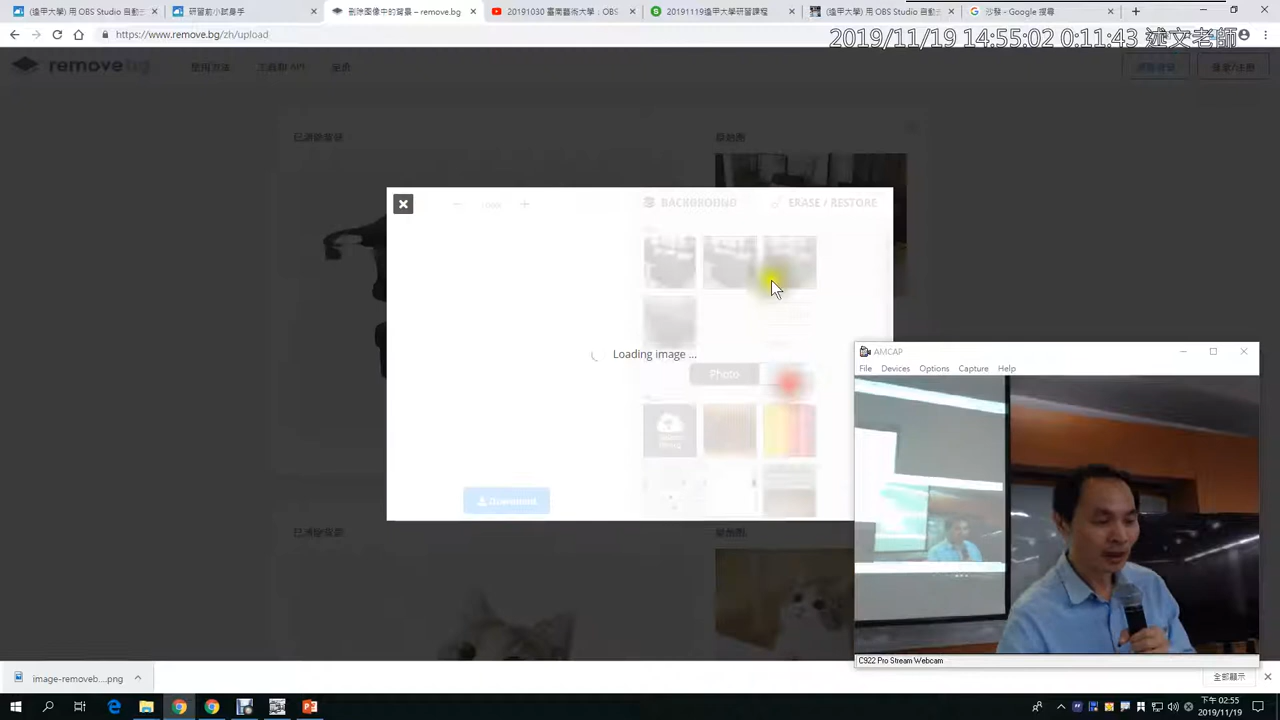 (逢甲大學) 用 OBS Studio 自動
研習前小試身手
刪除图像中的背景 – remove.bg
20191030 臺南藝術大學：OBS
20191119逢甲大學研習課程
(逢甲大學) 用 OBS Studio 自動
沙發 - Google 搜尋
https://www.remove.bg/zh/upload
2019/11/19 14:55:02 0:11:43 述文老師
remove.bg
工具和 API
BACKGROUND
ERASE / RESTORE
Loading image ...
Photo
Download
AMCAP
File Devices Options Capture Help
C922 Pro Stream Webcam
image-removeb....png
全部顯示
下午 02:55
2019/11/19